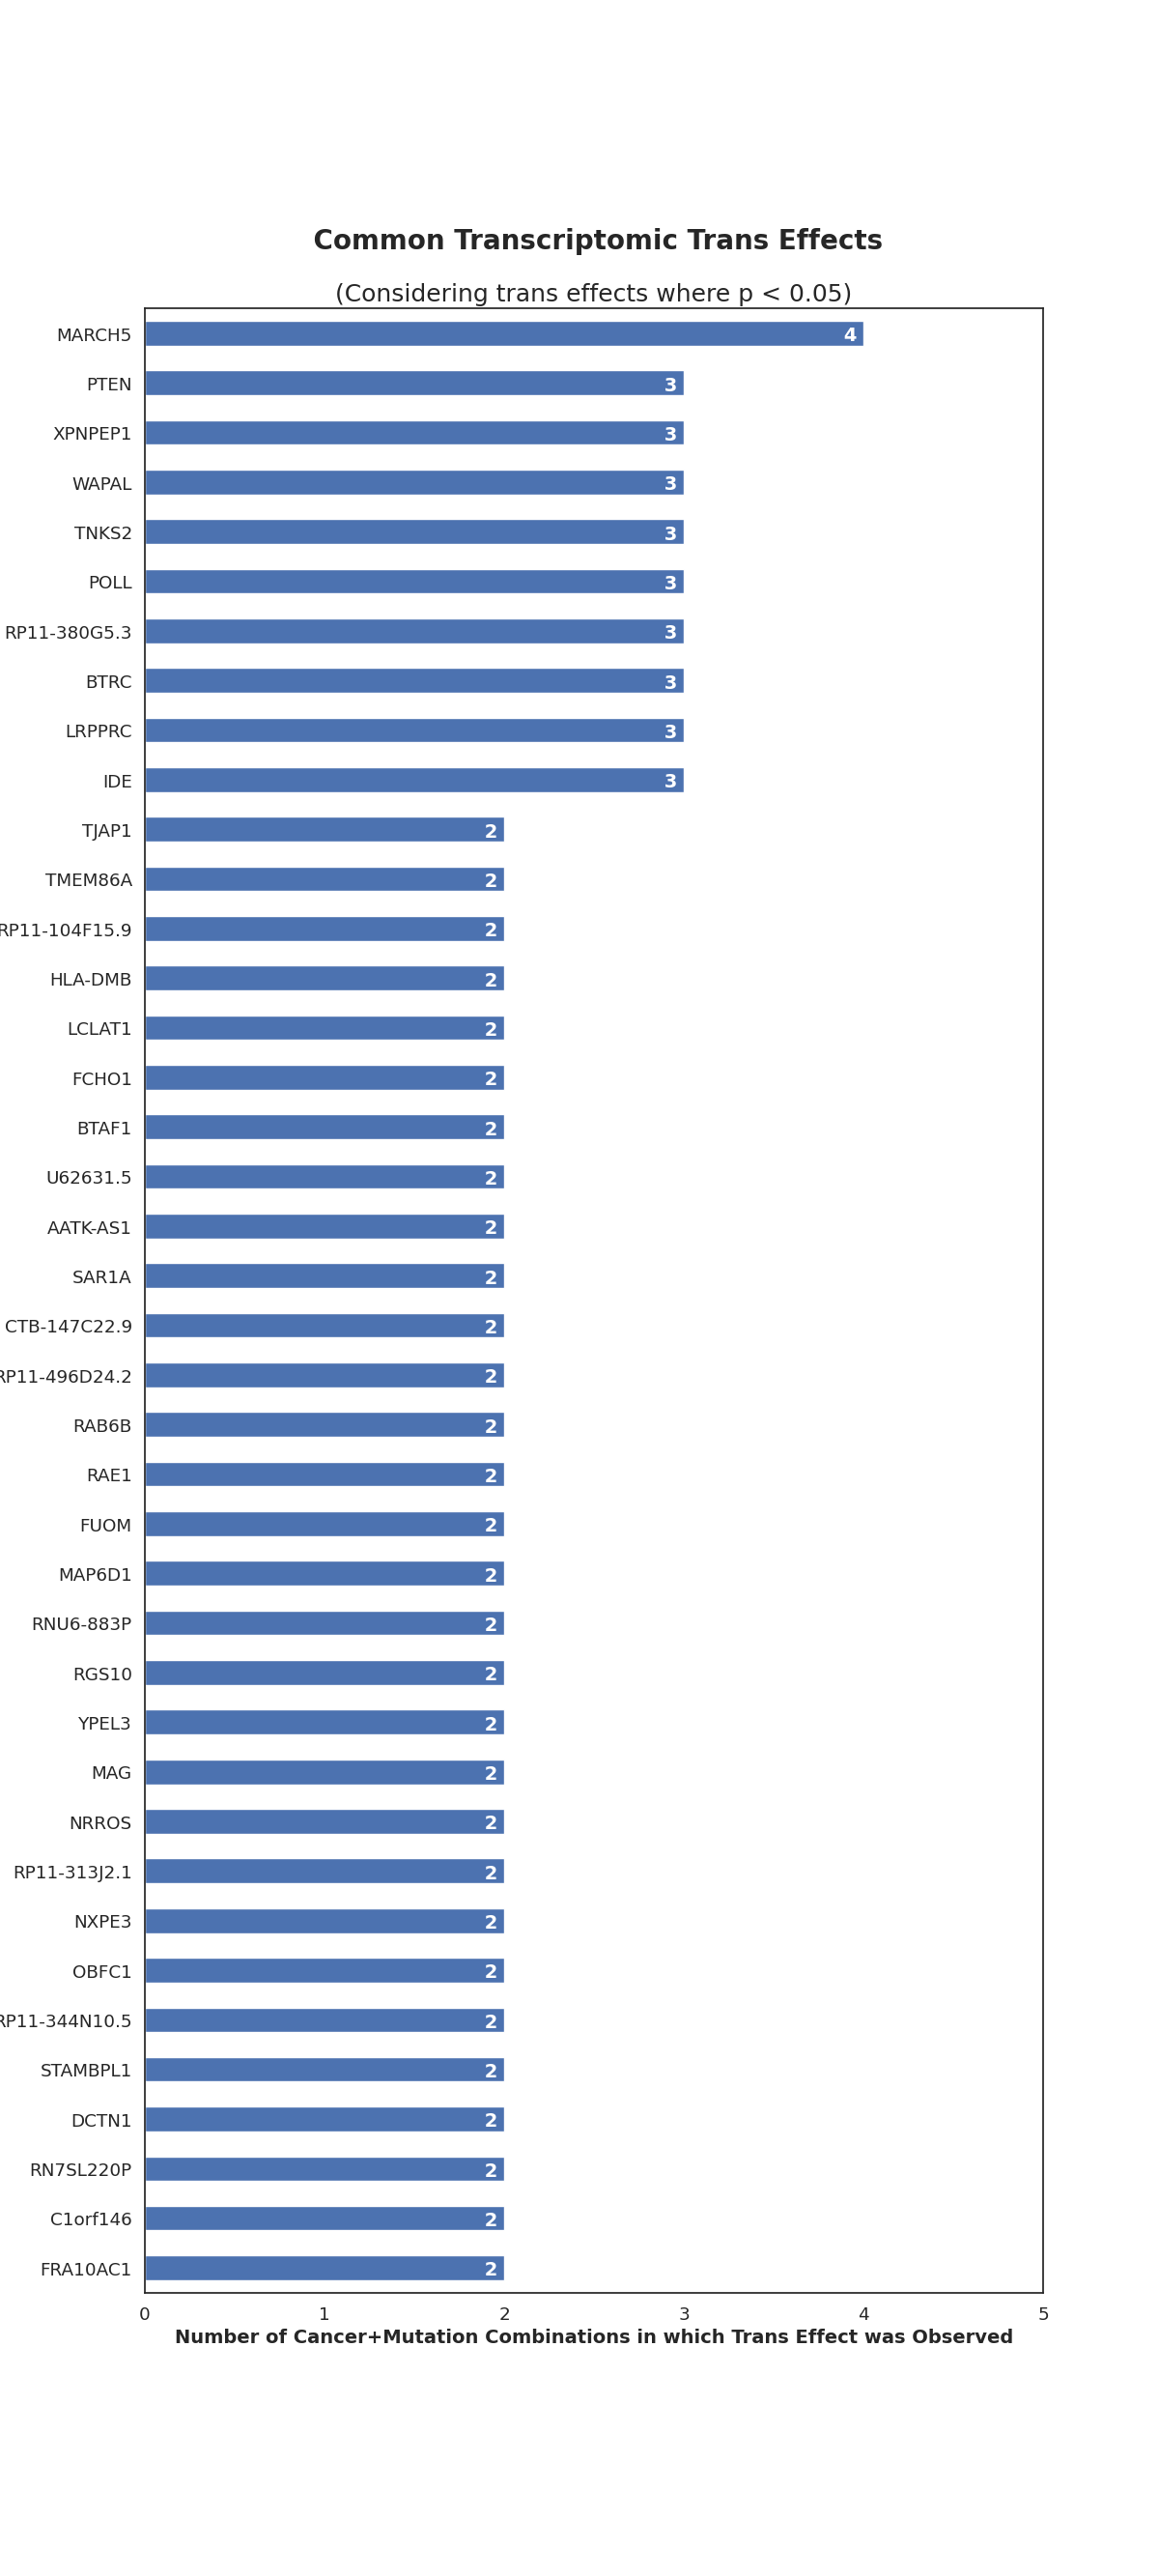 Common Transcriptomic Trans Effects
(Considering trans effects where p < 0.05)
MARCH5 4
PTEN 3
XPNPEP1 3
WAPAL 3
TNKS2 3
POLL 3
RP11-380G5.3 3
BTRC 3
LRPPRC 3
IDE 3
TJAP1 2
TMEM86A 2
RP11-104F15.9 2
HLA-DMB 2
LCLAT1 2
FCHO1 2
BTAF1 2
U62631.5 2
AATK-AS1 2
SAR1A 2
CTB-147C22.9 2
RP11-496D24.2 2
RAB6B 2
RAE1 2
FUOM 2
MAP6D1 2
RNU6-883P 2
RGS10 2
YPEL3 2
MAG 2
NRROS 2
RP11-313J2.1 2
NXPE3 2
OBFC1 2
RP11-344N10.5 2
STAMBPL1 2
DCTN1 2
RN7SL220P 2
C1orf146 2
FRA10AC1 2
0 1 2 3 4 5
Number of Cancer+Mutation Combinations in which Trans Effect was Observed